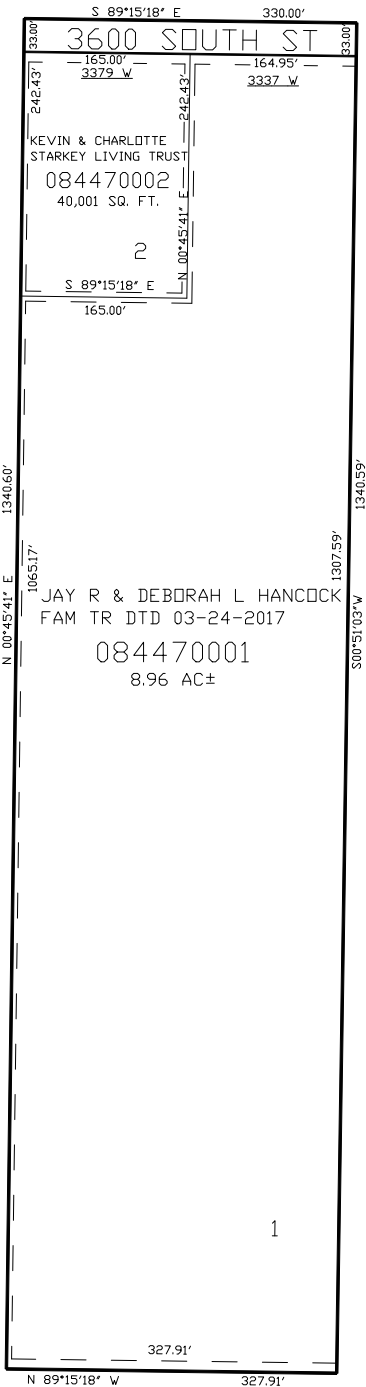 S 89°15'18" E 330.00'
33.00' 3600 SOUTH ST 33.00'
165.00' 164.95'
3379 W 3337 W
242.43' 242.43'
KEVIN & CHARLOTTE
STARKEY LIVING TRUST
084470002
40,001 SQ. FT.
N 00°45'41" E
2
S 89°15'18" E
165.00'
N 00°45'41" E 1340.60'
1065.17'
1307.59'
S00°51'03"W 1340.59'
JAY R & DEBORAH L HANCOCK
FAM TR DTD 03-24-2017
084470001
8.96 AC±
1
327.91'
N 89°15'18" W 327.91'